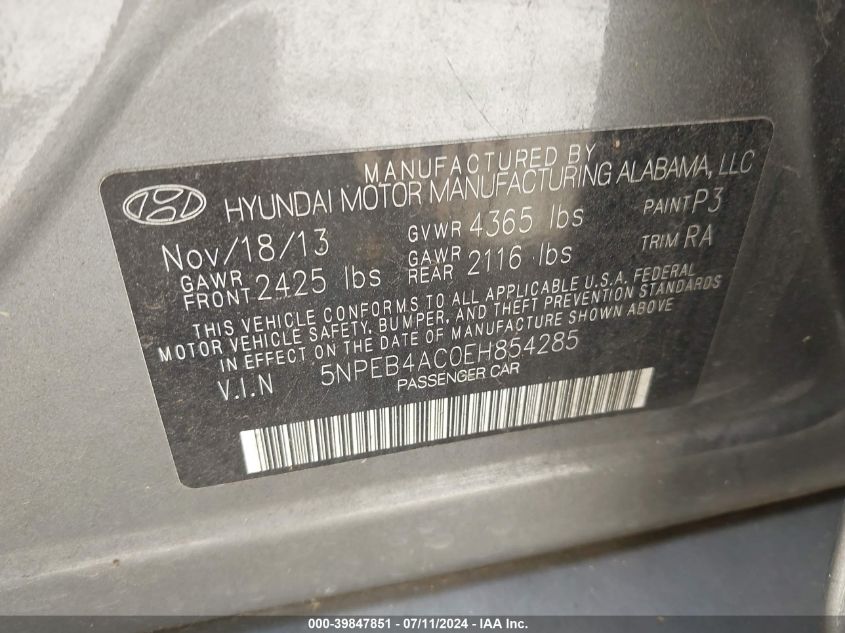 MANUFACTURED BY
HYUNDAI MOTOR MANUFACTURING ALABAMA, LLC
Nov/18/13 GVWR 4365 lbs PAINT P3
GAWR FRONT 2425 lbs GAWR REAR 2116 lbs TRIM RA
THIS VEHICLE CONFORMS TO ALL APPLICABLE U.S.A. FEDERAL
MOTOR VEHICLE SAFETY, BUMPER, AND THEFT PREVENTION STANDARDS
IN EFFECT ON THE DATE OF MANUFACTURE SHOWN ABOVE
V.I.N 5NPEB4AC0EH854285
PASSENGER CAR
000-39847851 - 07/11/2024 - IAA Inc.